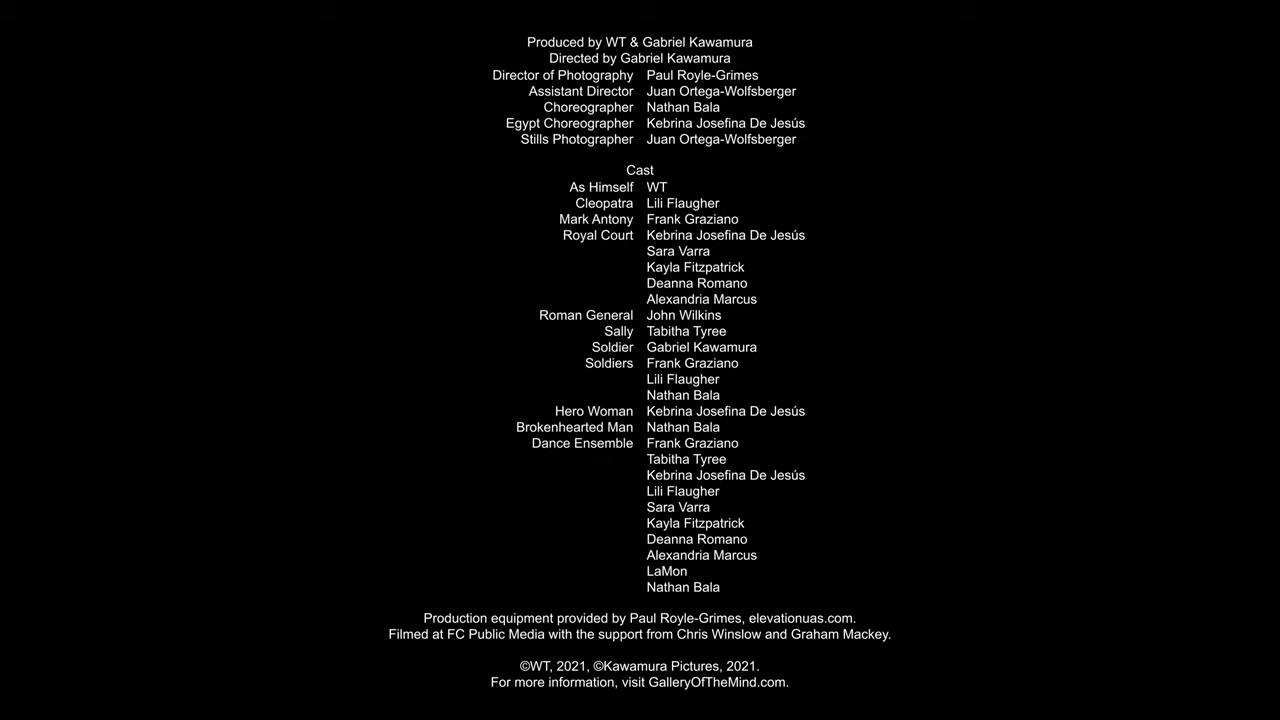 Produced by WT & Gabriel Kawamura
Directed by Gabriel Kawamura
Director of Photography Paul Royle-Grimes
Assistant Director Juan Ortega-Wolfsberger
Choreographer Nathan Bala
Egypt Choreographer Kebrina Josefina De Jesús
Stills Photographer Juan Ortega-Wolfsberger
Cast
As Himself WT
Cleopatra Lili Flaugher
Mark Antony Frank Graziano
Royal Court Kebrina Josefina De Jesús
Sara Varra
Kayla Fitzpatrick
Deanna Romano
Alexandria Marcus
Roman General John Wilkins
Sally Tabitha Tyree
Soldier Gabriel Kawamura
Soldiers Frank Graziano
Lili Flaugher
Nathan Bala
Hero Woman Kebrina Josefina De Jesús
Brokenhearted Man Nathan Bala
Dance Ensemble Frank Graziano
Tabitha Tyree
Kebrina Josefina De Jesús
Lili Flaugher
Sara Varra
Kayla Fitzpatrick
Deanna Romano
Alexandria Marcus
LaMon
Nathan Bala
Production equipment provided by Paul Royle-Grimes, elevationuas.com.
Filmed at FC Public Media with the support from Chris Winslow and Graham Mackey.
©WT, 2021, ©Kawamura Pictures, 2021.
For more information, visit GalleryOfTheMind.com.